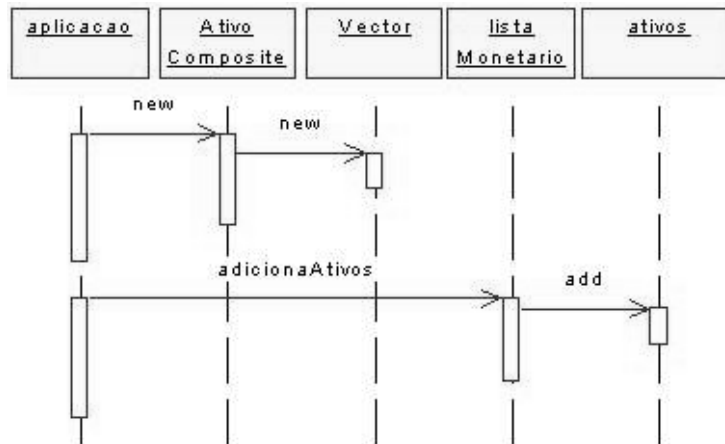 aplicacao
Ativo
Composite
Vector
lista
Monetario
ativos
new
new
adicionaAtivos
add